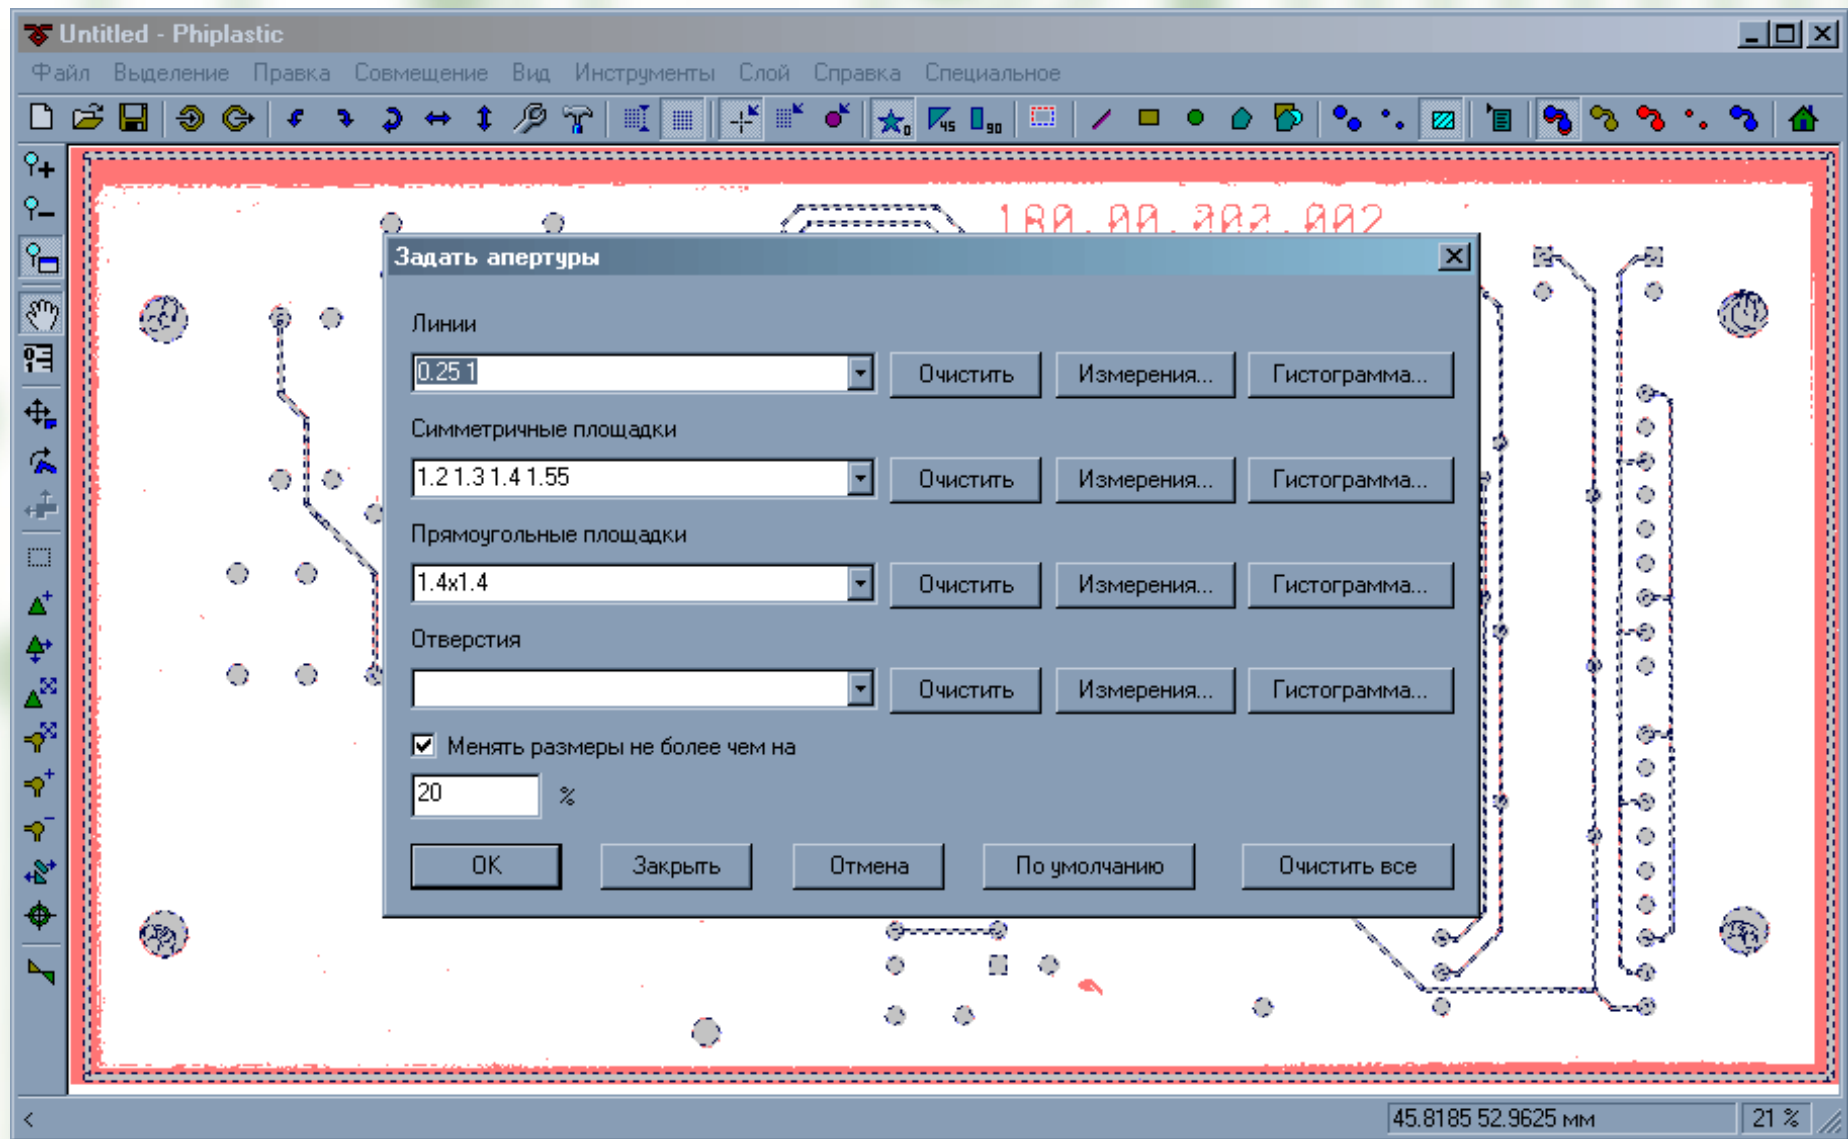 Untitled - Phiplastic
Файл Выделение Правка Совмещение Вид Инструменты Слой Справка Специальное
0 45 90
180.00.202.002
Задать апертуры
Линии
0.25 1
Очистить Измерения... Гистограмма...
Симметричные площадки
1.2 1.3 1.4 1.55
Очистить Измерения... Гистограмма...
Прямоугольные площадки
1.4x1.4
Очистить Измерения... Гистограмма...
Отверстия
Очистить Измерения... Гистограмма...
Менять размеры не более чем на
20 %
OK Закрыть Отмена По умолчанию Очистить все
< 45.8185 52.9625 мм 21 %